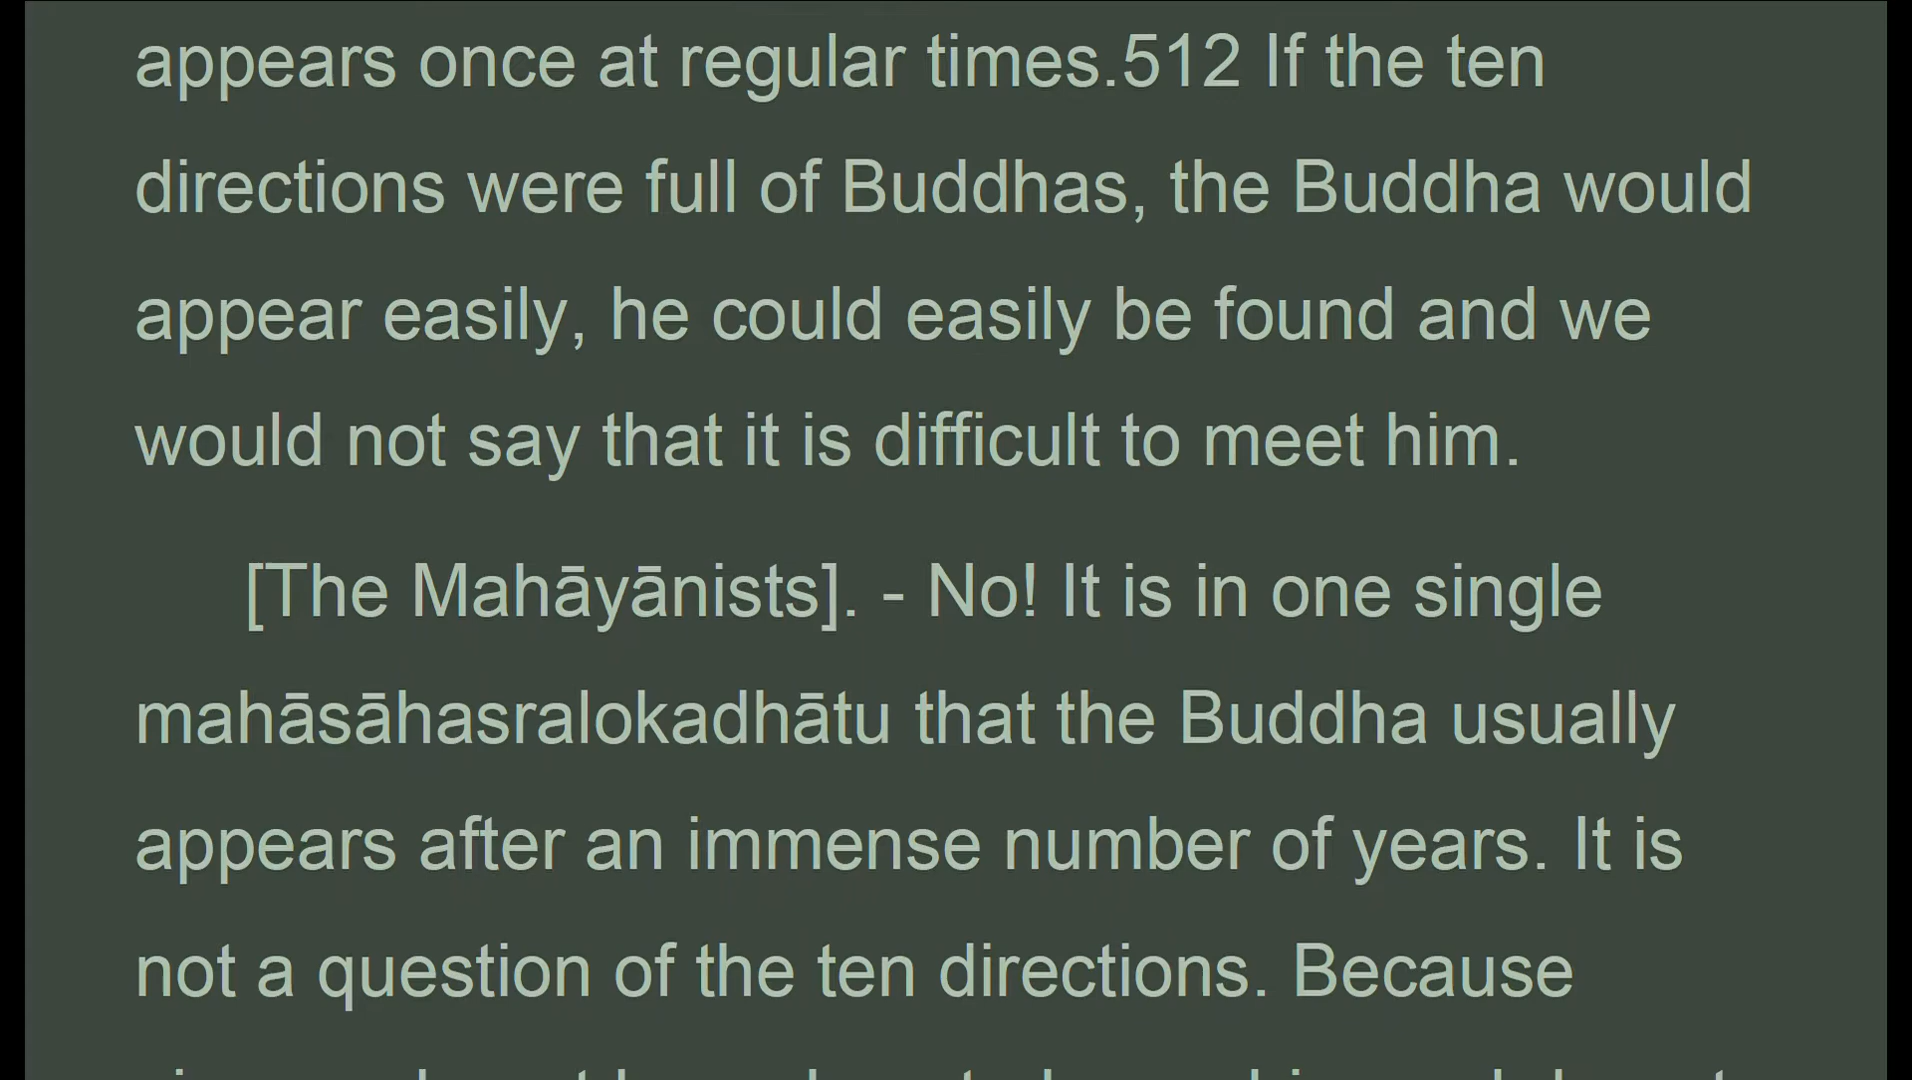 appears once at regular times.512 If the ten
directions were full of Buddhas, the Buddha would
appear easily, he could easily be found and we
would not say that it is difficult to meet him.
[The Mahāyānists]. - No! It is in one single
mahāsāhasralokadhātu that the Buddha usually
appears after an immense number of years. It is
not a question of the ten directions. Because